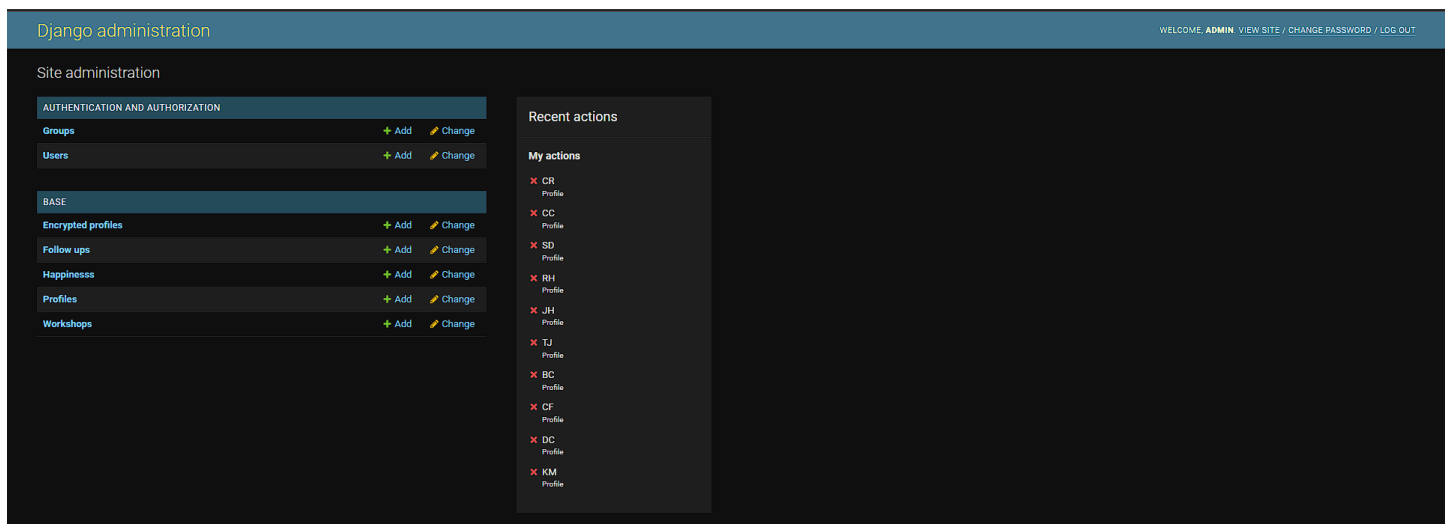 Django administration
WELCOME, ADMIN. VIEW SITE / CHANGE PASSWORD / LOG OUT
Site administration
AUTHENTICATION AND AUTHORIZATION
Groups Add Change
Users Add Change
BASE
Encrypted profiles Add Change
Follow ups Add Change
Happinesss Add Change
Profiles Add Change
Workshops Add Change
Recent actions
My actions
CR
Profile
CC
Profile
SD
Profile
RH
Profile
JH
Profile
TJ
Profile
BC
Profile
CF
Profile
DC
Profile
KM
Profile